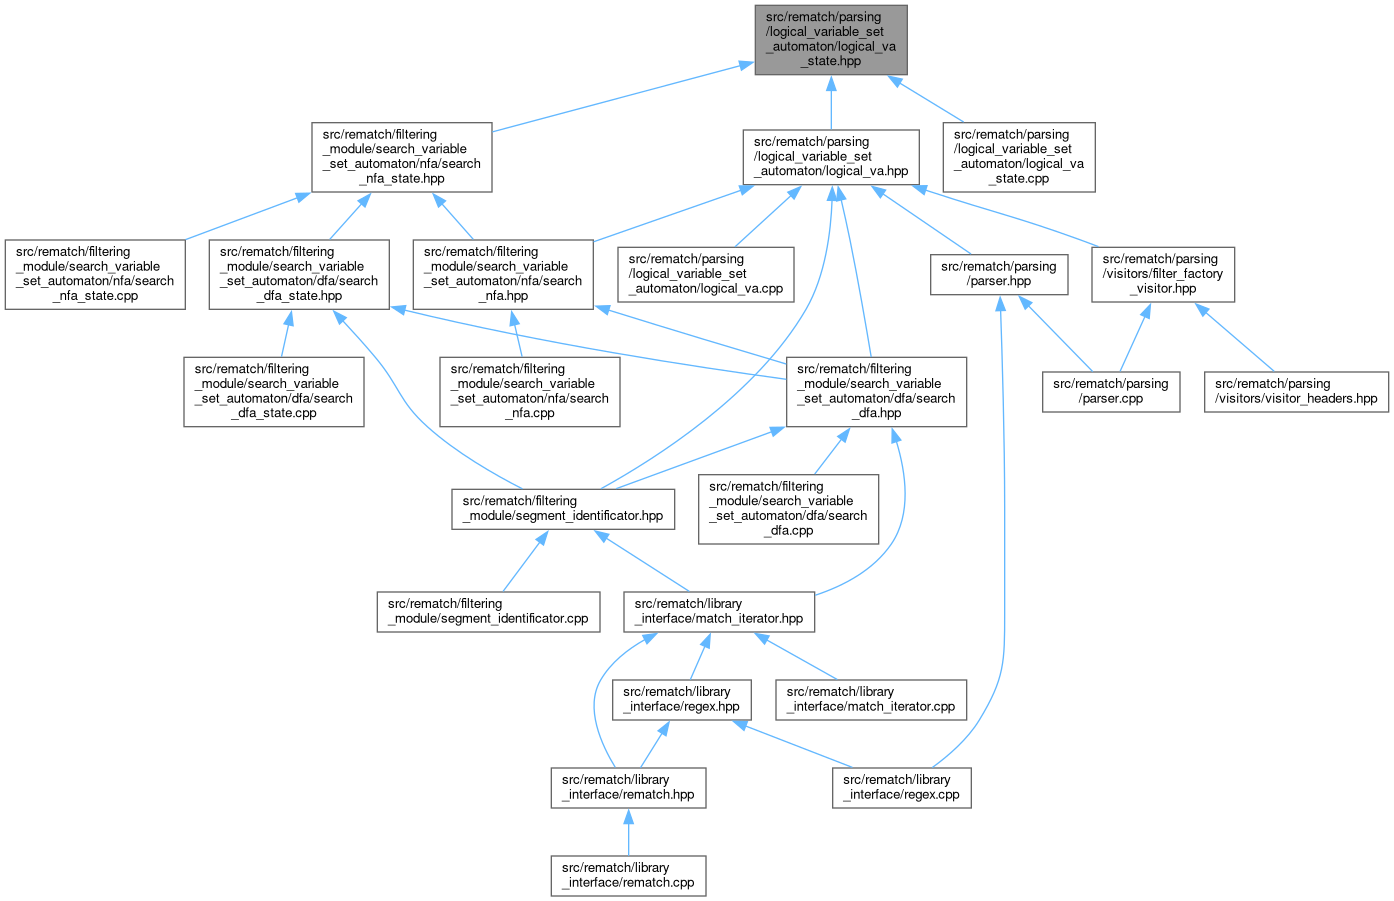 src/rematch/parsing
/logical_variable_set
_automaton/logical_va
_state.hpp
src/rematch/filtering
_module/search_variable
_set_automaton/nfa/search
_nfa_state.hpp
src/rematch/parsing
/logical_variable_set
_automaton/logical_va.hpp
src/rematch/parsing
/logical_variable_set
_automaton/logical_va
_state.cpp
src/rematch/filtering
_module/search_variable
_set_automaton/nfa/search
_nfa_state.cpp
src/rematch/filtering
_module/search_variable
_set_automaton/dfa/search
_dfa_state.hpp
src/rematch/filtering
_module/search_variable
_set_automaton/nfa/search
_nfa.hpp
src/rematch/parsing
/logical_variable_set
_automaton/logical_va.cpp
src/rematch/parsing
/parser.hpp
src/rematch/parsing
/visitors/filter_factory
_visitor.hpp
src/rematch/filtering
_module/search_variable
_set_automaton/dfa/search
_dfa_state.cpp
src/rematch/filtering
_module/search_variable
_set_automaton/nfa/search
_nfa.cpp
src/rematch/filtering
_module/search_variable
_set_automaton/dfa/search
_dfa.hpp
src/rematch/parsing
/parser.cpp
src/rematch/parsing
/visitors/visitor_headers.hpp
src/rematch/filtering
_module/segment_identificator.hpp
src/rematch/filtering
_module/search_variable
_set_automaton/dfa/search
_dfa.cpp
src/rematch/filtering
_module/segment_identificator.cpp
src/rematch/library
_interface/match_iterator.hpp
src/rematch/library
_interface/regex.hpp
src/rematch/library
_interface/match_iterator.cpp
src/rematch/library
_interface/rematch.hpp
src/rematch/library
_interface/regex.cpp
src/rematch/library
_interface/rematch.cpp